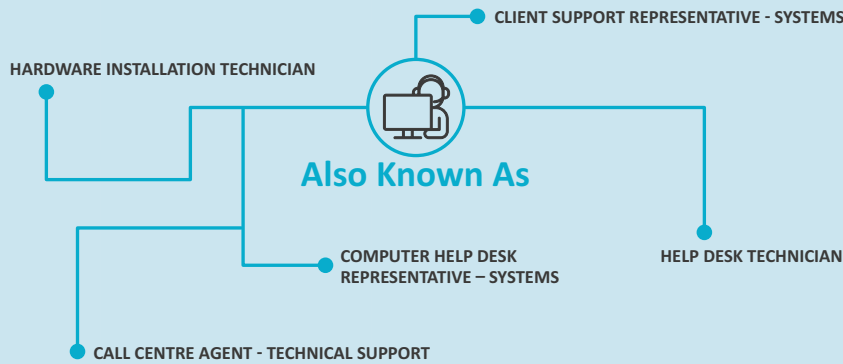 CLIENT SUPPORT REPRESENTATIVE - SYSTEMS
HARDWARE INSTALLATION TECHNICIAN
Also Known As
COMPUTER HELP DESK
REPRESENTATIVE – SYSTEMS
HELP DESK TECHNICIAN
CALL CENTRE AGENT - TECHNICAL SUPPORT